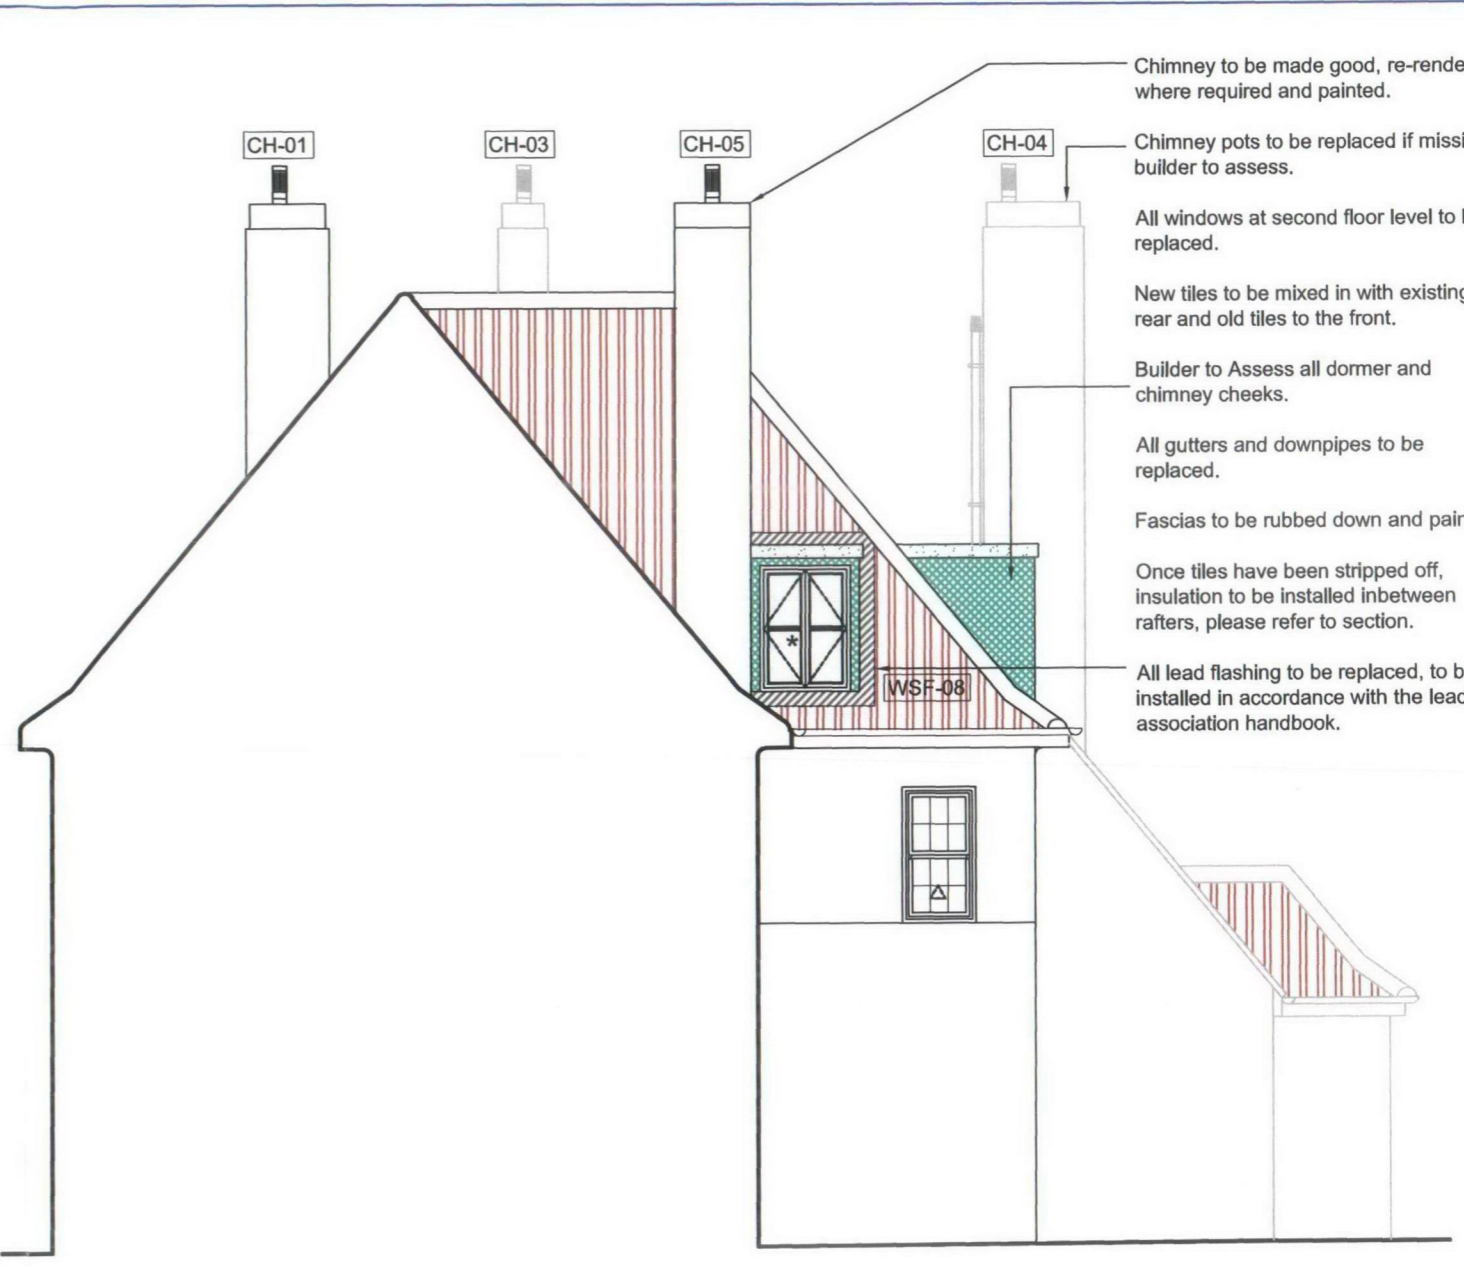 CH-01
CH-03
CH-05
CH-04
Chimney to be made good,
where required and painted.
Chimney pots to be replaced if
builder to assess.
All windows at second floor level to
replaced.
New tiles to be mixed in with existing
rear and old tiles to the front.
Builder to Assess all dormer and
chimney cheeks.
All gutters and downpipes to be
replaced.
Fascias to be rubbed down and
Once tiles have been stripped off,
insulation to be installed inbetween
rafters, please refer to section.
All lead flashing to be replaced, to
installed in accordance with the lead
association handbook.
*
WSF-08